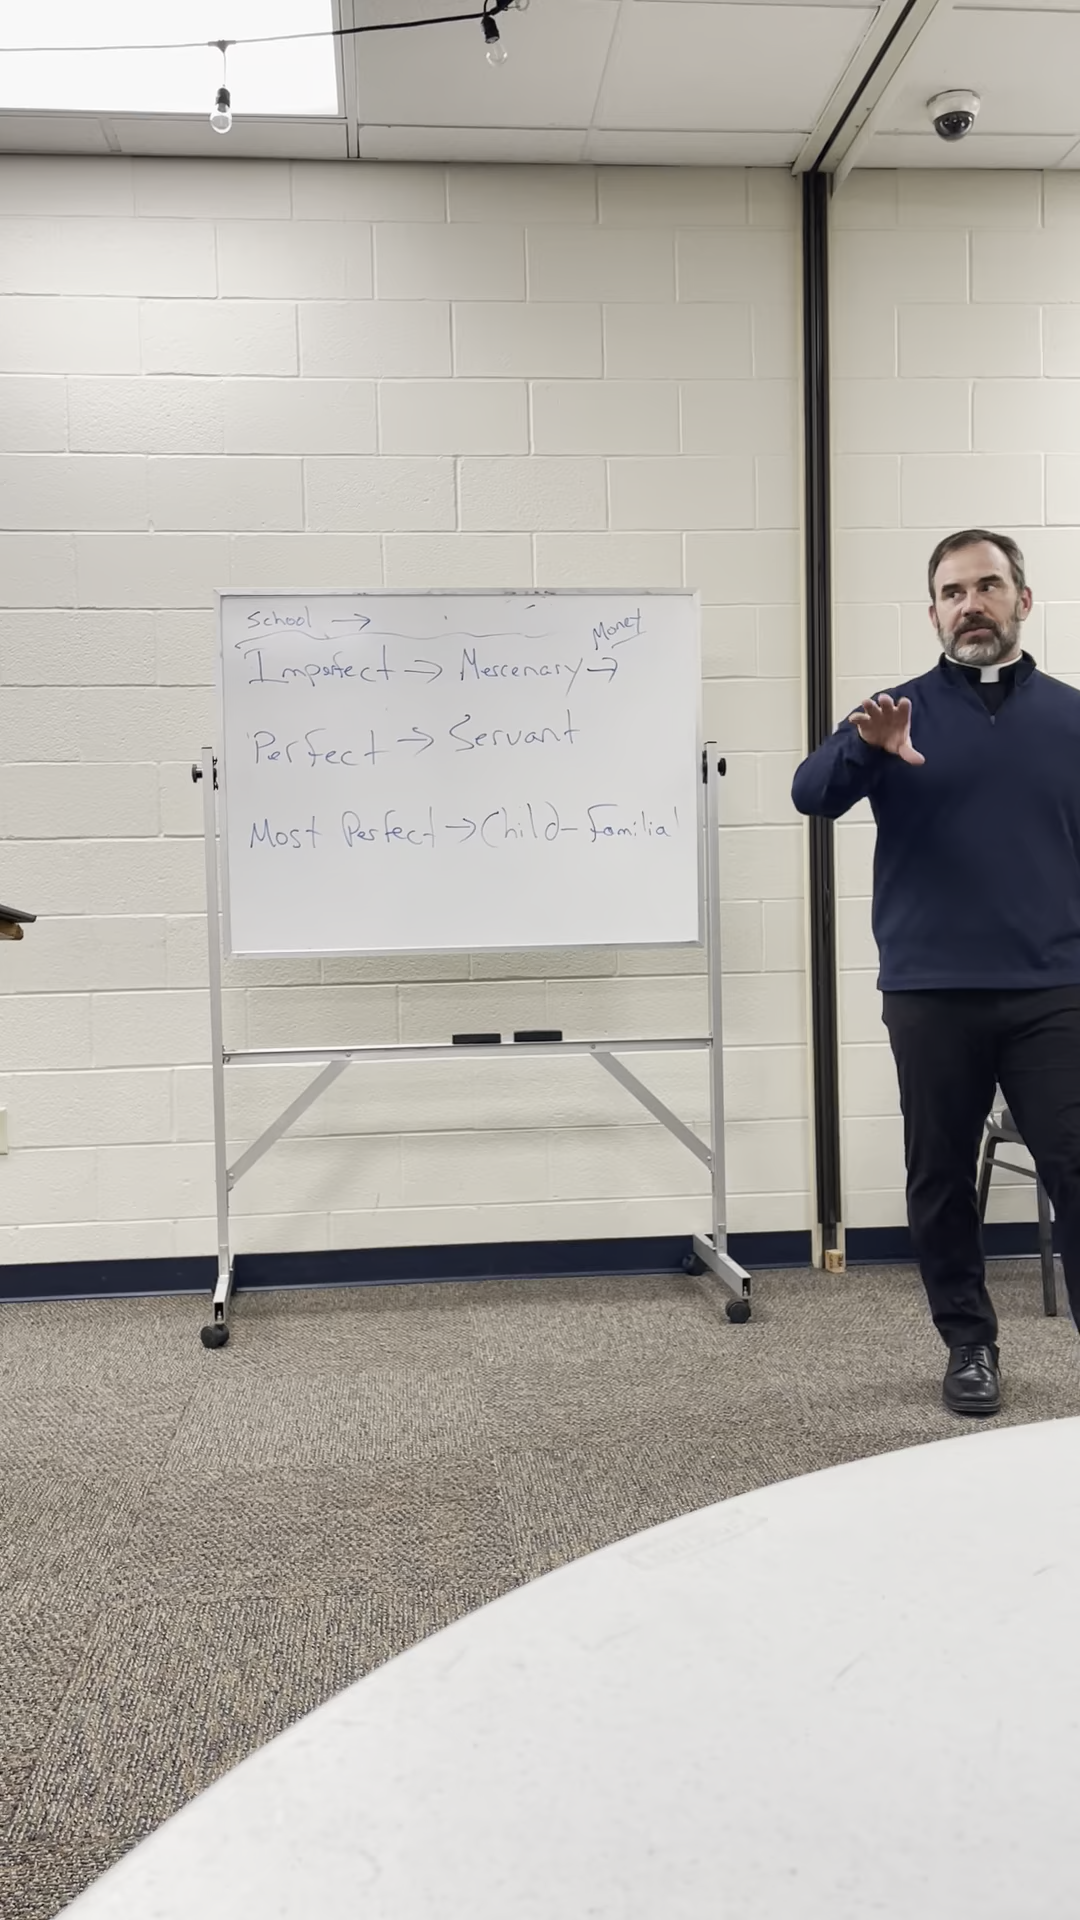 School →
Money
Imperfect → Mercenary →
Perfect → Servant
Most Perfect → Child - Familial